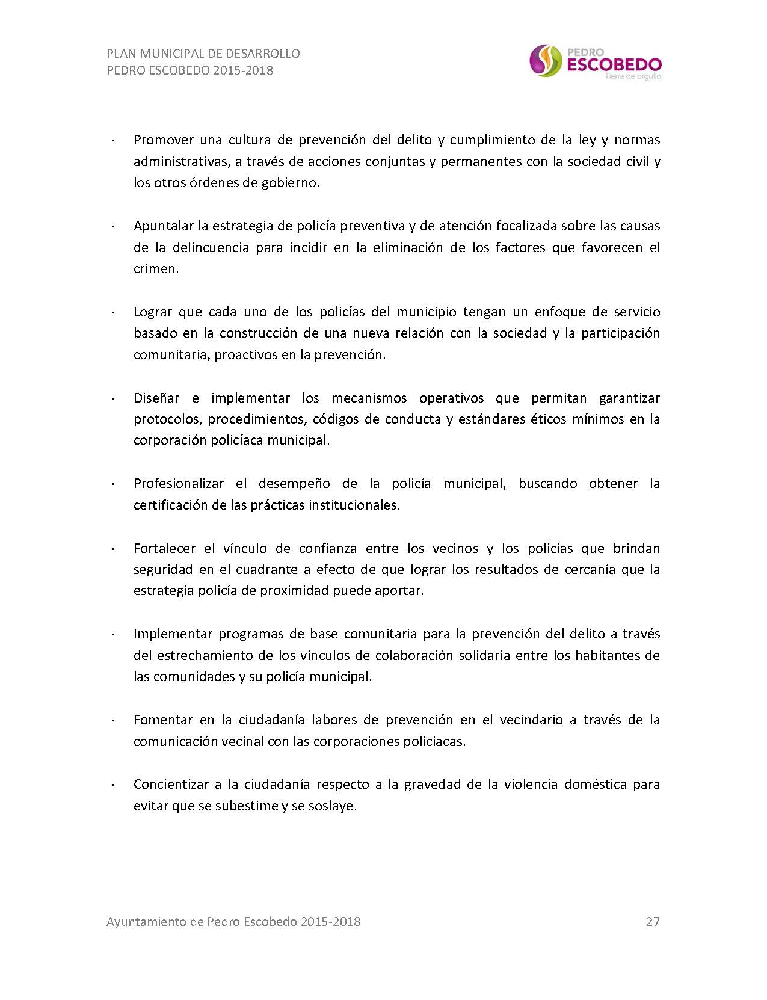 PLAN MUNICIPAL DE DESARROLLO
PEDRO ESCOBEDO 2015-2018
PEDRO
ESCOBEDO
Tierra de orgullo
· Promover una cultura de prevención del delito y cumplimiento de la ley y normas
administrativas, a través de acciones conjuntas y permanentes con la sociedad civil y
los otros órdenes de gobierno.
· Apuntalar la estrategia de policía preventiva y de atención focalizada sobre las causas
de la delincuencia para incidir en la eliminación de los factores que favorecen el
crimen.
· Lograr que cada uno de los policías del municipio tengan un enfoque de servicio
basado en la construcción de una nueva relación con la sociedad y la participación
comunitaria, proactivos en la prevención.
· Diseñar e implementar los mecanismos operativos que permitan garantizar
protocolos, procedimientos, códigos de conducta y estándares éticos mínimos en la
corporación policíaca municipal.
· Profesionalizar el desempeño de la policía municipal, buscando obtener la
certificación de las prácticas institucionales.
· Fortalecer el vínculo de confianza entre los vecinos y los policías que brindan
seguridad en el cuadrante a efecto de que lograr los resultados de cercanía que la
estrategia policía de proximidad puede aportar.
· Implementar programas de base comunitaria para la prevención del delito a través
del estrechamiento de los vínculos de colaboración solidaria entre los habitantes de
las comunidades y su policía municipal.
· Fomentar en la ciudadanía labores de prevención en el vecindario a través de la
comunicación vecinal con las corporaciones policiacas.
· Concientizar a la ciudadanía respecto a la gravedad de la violencia doméstica para
evitar que se subestime y se soslaye.
Ayuntamiento de Pedro Escobedo 2015-2018 27